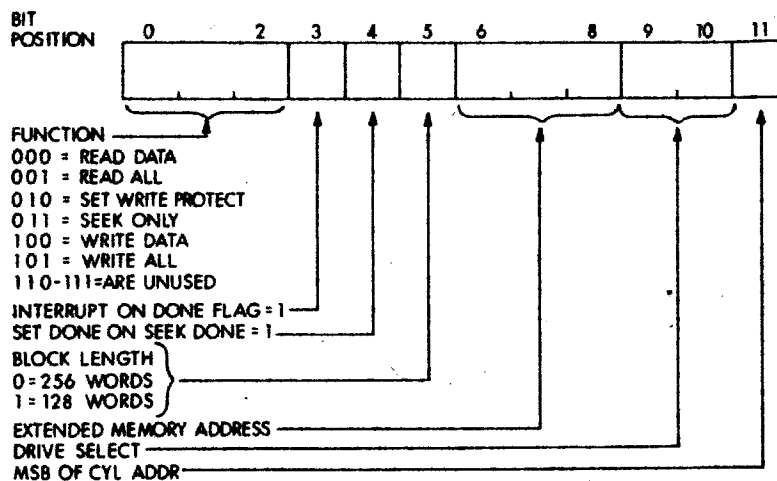 BIT
POSITION
0 2 3 4 5 6 8 9 10 11
FUNCTION
000 = READ DATA
001 = READ ALL
010 = SET WRITE PROTECT
011 = SEEK ONLY
100 = WRITE DATA
101 = WRITE ALL
110-111=ARE UNUSED
INTERRUPT ON DONE FLAG = 1
SET DONE ON SEEK DONE = 1
BLOCK LENGTH
0 = 256 WORDS
1 = 128 WORDS
EXTENDED MEMORY ADDRESS
DRIVE SELECT
MSB OF CYL ADDR